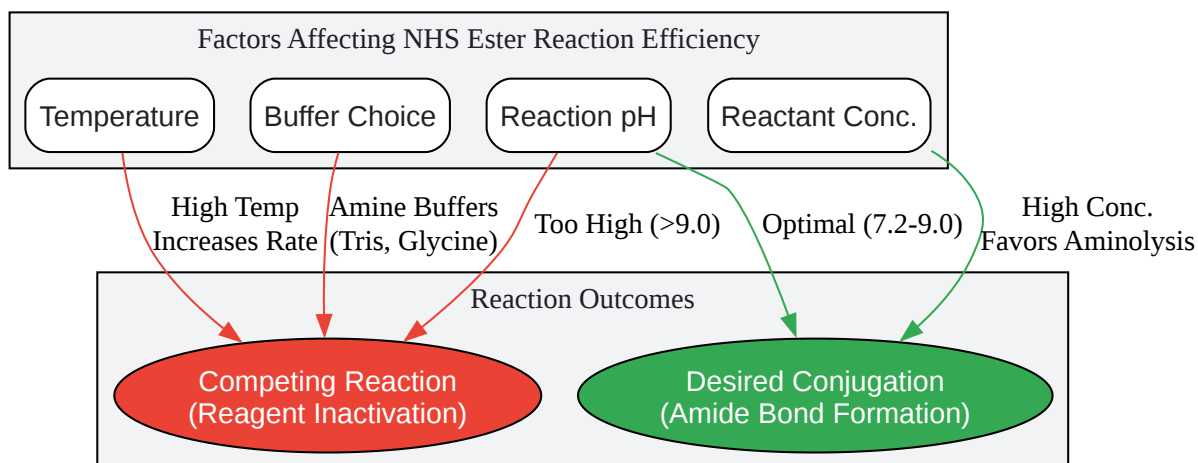 Factors Affecting NHS Ester Reaction Efficiency
Temperature
Buffer Choice
Reaction pH
Reactant Conc.
High Temp
Increases Rate
Amine Buffers
(Tris, Glycine)
Too High (>9.0)
Optimal (7.2-9.0)
High Conc.
Favors Aminolysis
Reaction Outcomes
Competing Reaction
(Reagent Inactivation)
Desired Conjugation
(Amide Bond Formation)